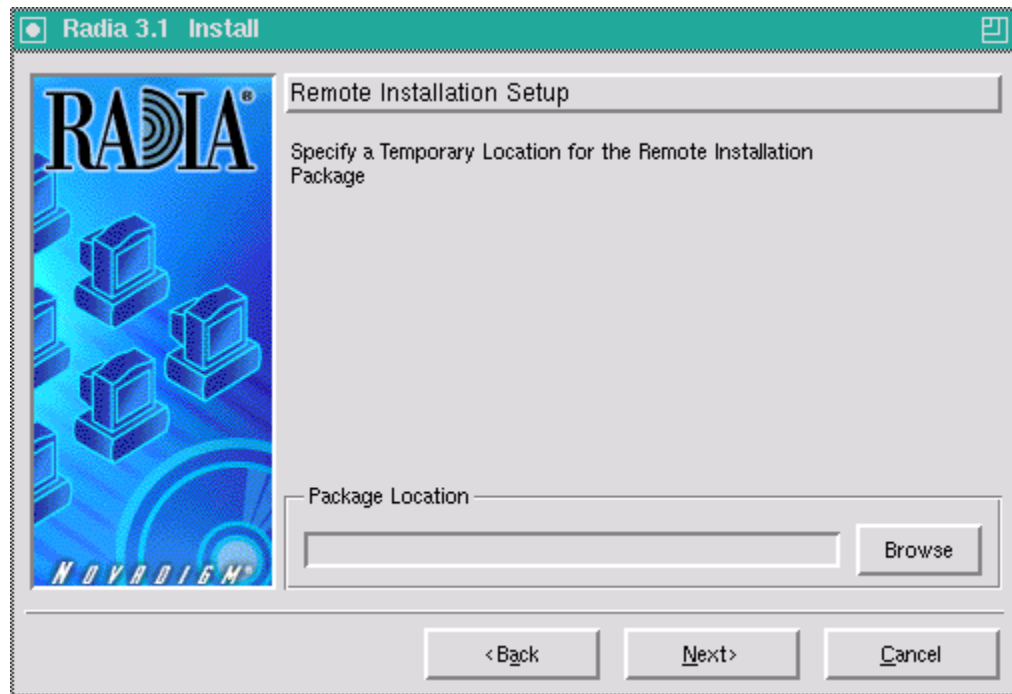 Radia 3.1 Install
RADIA®
Remote Installation Setup
Specify a Temporary Location for the Remote Installation
Package
Package Location
Browse
NOVADIGM®
<Back
Next>
Cancel